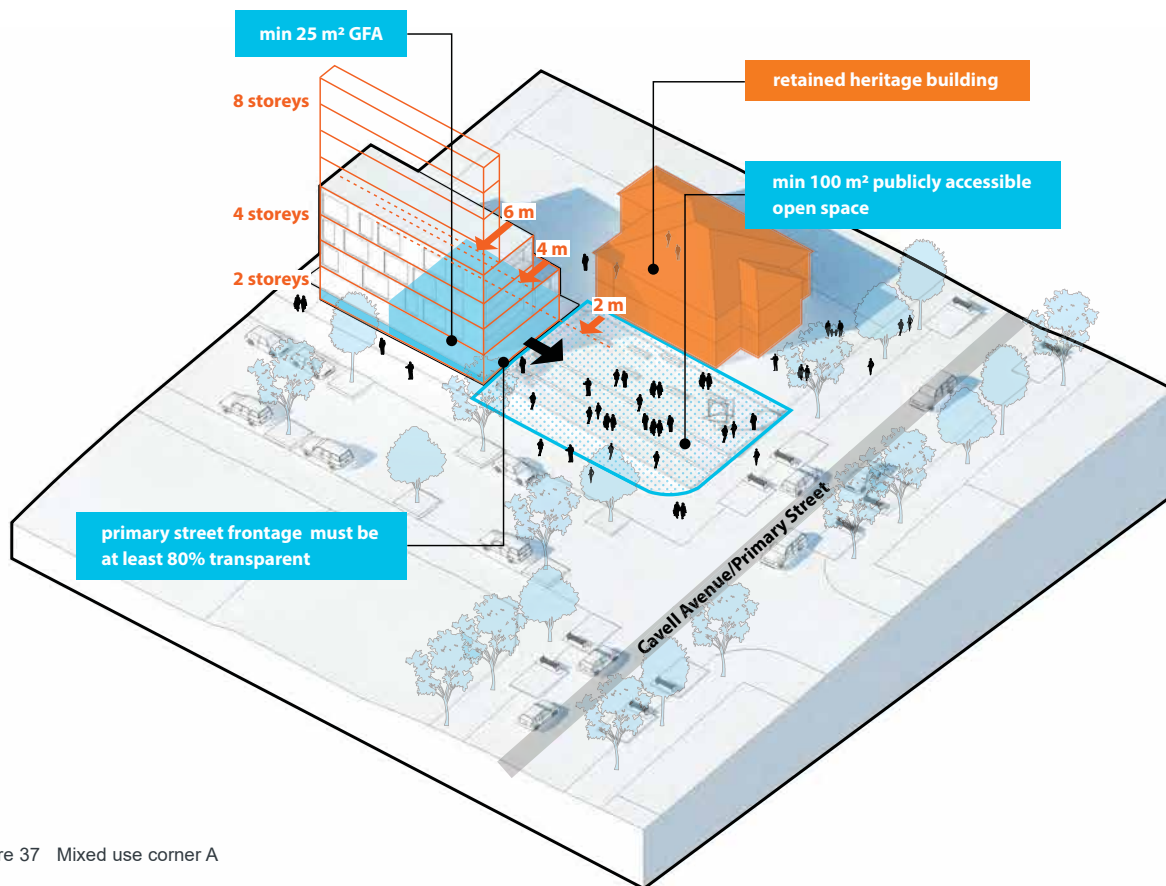 min 25 m² GFA
retained heritage building
8 storeys
min 100 m² publicly accessible
open space
6 m
4 storeys
4 m
2 storeys
2 m
primary street frontage must be
at least 80% transparent
Cavell Avenue/Primary Street
re 37 Mixed use corner A